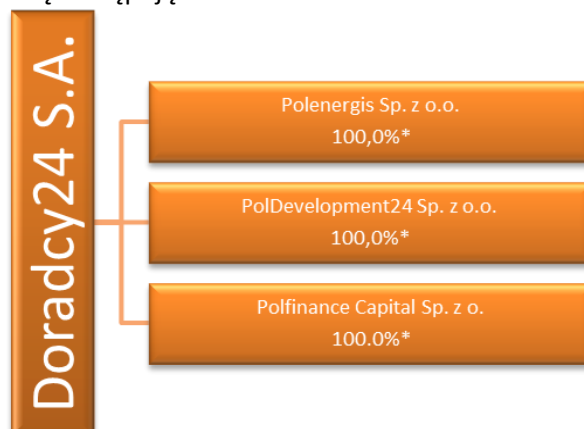 Doradcy24 S.A.
Polenergis Sp. z o.o.
100,0%*
PolDevelopment24 Sp. z o.o.
100,0%*
Polfinance Capital Sp. z o.
100.0%*